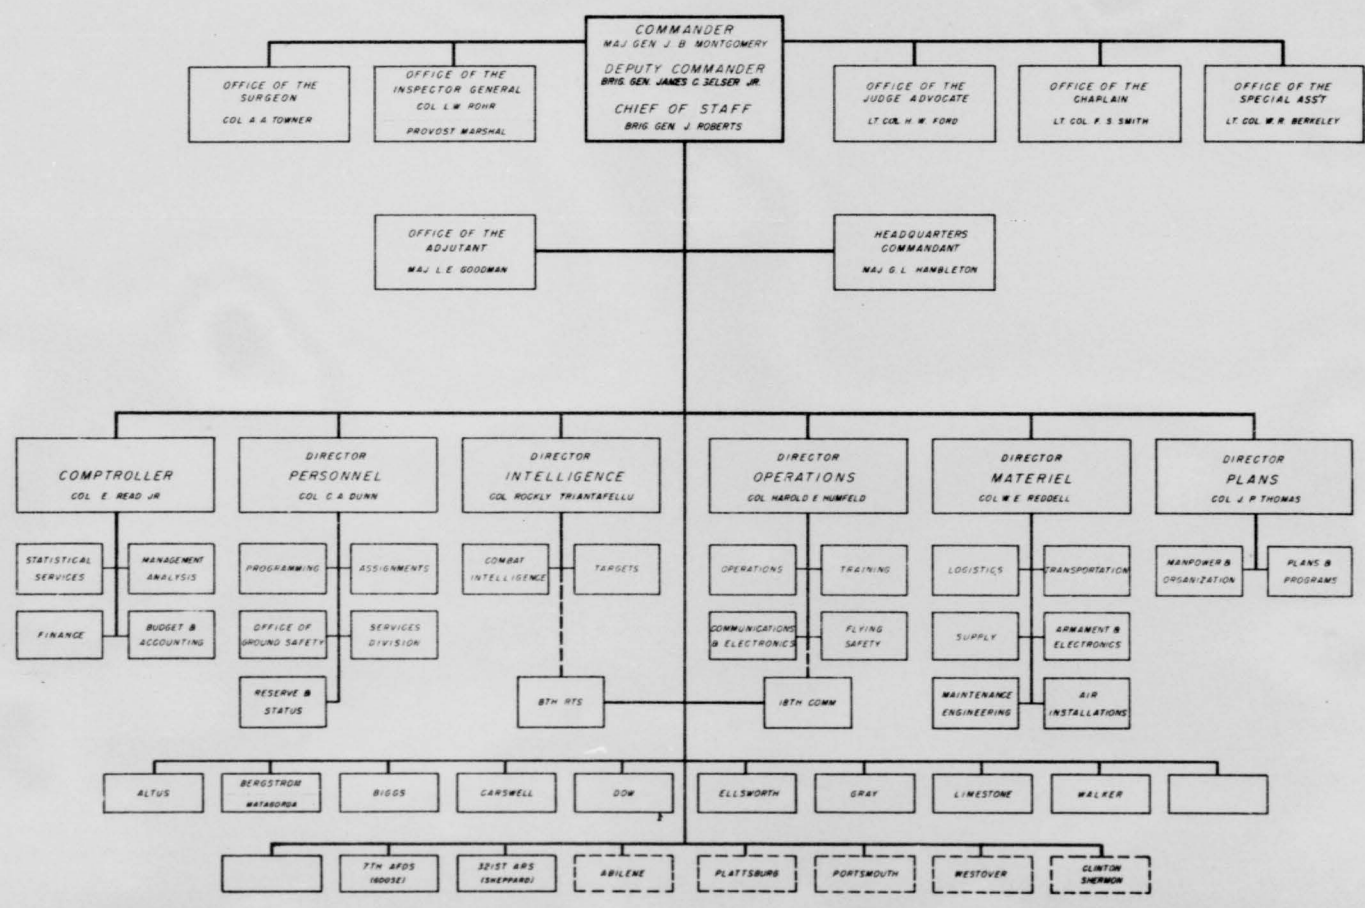 COMMANDER
MAJ GEN J B MONTGOMERY
DEPUTY COMMANDER
BRIG. GEN. JAMES C. SELSER JR.
CHIEF OF STAFF
BRIG GEN J. ROBERTS
OFFICE OF THE
SURGEON
COL A A TOWNER
OFFICE OF THE
INSPECTOR GENERAL
COL L.W ROHR
PROVOST MARSHAL
OFFICE OF THE
JUDGE ADVOCATE
LT COL H. W. FORD
OFFICE OF THE
CHAPLAIN
LT COL F. S. SMITH
OFFICE OF THE
SPECIAL ASS'T
LT. COL W. R. BERKELEY
OFFICE OF THE
ADJUTANT
MAJ L.E GOODMAN
HEADQUARTERS
COMMANDANT
MAJ G.L HAMBLETON
COMPTROLLER
COL E. READ JR
DIRECTOR
PERSONNEL
COL C A DUNN
DIRECTOR
INTELLIGENCE
COL ROCKLY TRIANTAFELLU
DIRECTOR
OPERATIONS
COL HAROLD E HUMFELD
DIRECTOR
MATERIEL
COL W. E. REDDELL
DIRECTOR
PLANS
COL J. P. THOMAS
STATISTICAL
SERVICES
MANAGEMENT
ANALYSIS
FINANCE
BUDGET &
ACCOUNTING
PROGRAMMING
ASSIGNMENTS
OFFICE OF
GROUND SAFETY
SERVICES
DIVISION
RESERVE &
STATUS
COMBAT
INTELLIGENCE
TARGETS
8TH RTS
OPERATIONS
TRAINING
COMMUNICATIONS
& ELECTRONICS
FLYING
SAFETY
18TH COMM
LOGISTICS
TRANSPORTATION
SUPPLY
ARMAMENT &
ELECTRONICS
MAINTENANCE
ENGINEERING
AIR
INSTALLATIONS
MANPOWER &
ORGANIZATION
PLANS &
PROGRAMS
ALTUS
BERGSTROM
MATAGORDA
BIGGS
CARSWELL
DOW
ELLSWORTH
GRAY
LIMESTONE
WALKER
7TH AFDS
(GOOSE)
321ST ARS
(SHEPPARD)
ABILENE
PLATTSBURG
PORTSMOUTH
WESTOVER
CLINTON
SHERMON